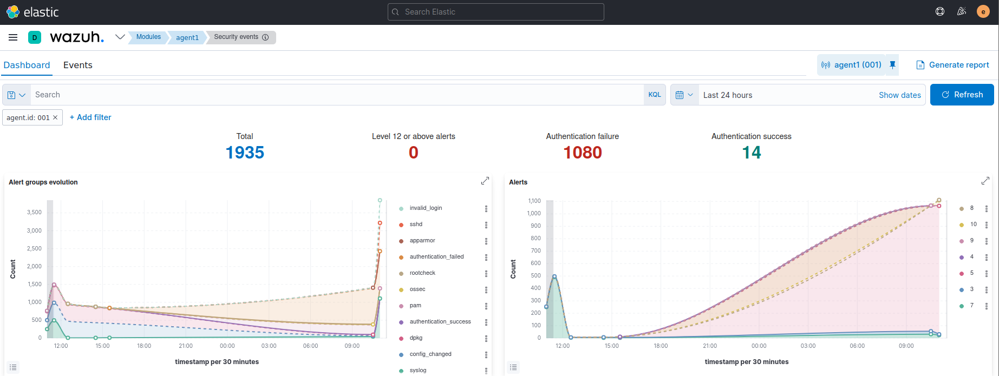 elastic
Search Elastic
e
D
wazuh.
Modules
agent1
Security events
Dashboard
Events
agent1 (001)
Generate report
Search
KQL
Last 24 hours
Show dates
Refresh
agent.id: 001 ×
+ Add filter
Total
1935
Level 12 or above alerts
0
Authentication failure
1080
Authentication success
14
Alert groups evolution
Count
3,500
3,000
2,500
2,000
1,500
1,000
500
0
12:00
15:00
18:00
21:00
00:00
03:00
06:00
09:00
timestamp per 30 minutes
invalid_login
sshd
apparmor
authentication_failed
rootcheck
ossec
pam
authentication_success
dpkg
config_changed
syslog
Alerts
Count
1,100
1,000
900
800
700
600
500
400
300
200
100
0
12:00
15:00
18:00
21:00
00:00
03:00
06:00
09:00
timestamp per 30 minutes
8
10
9
4
5
3
7